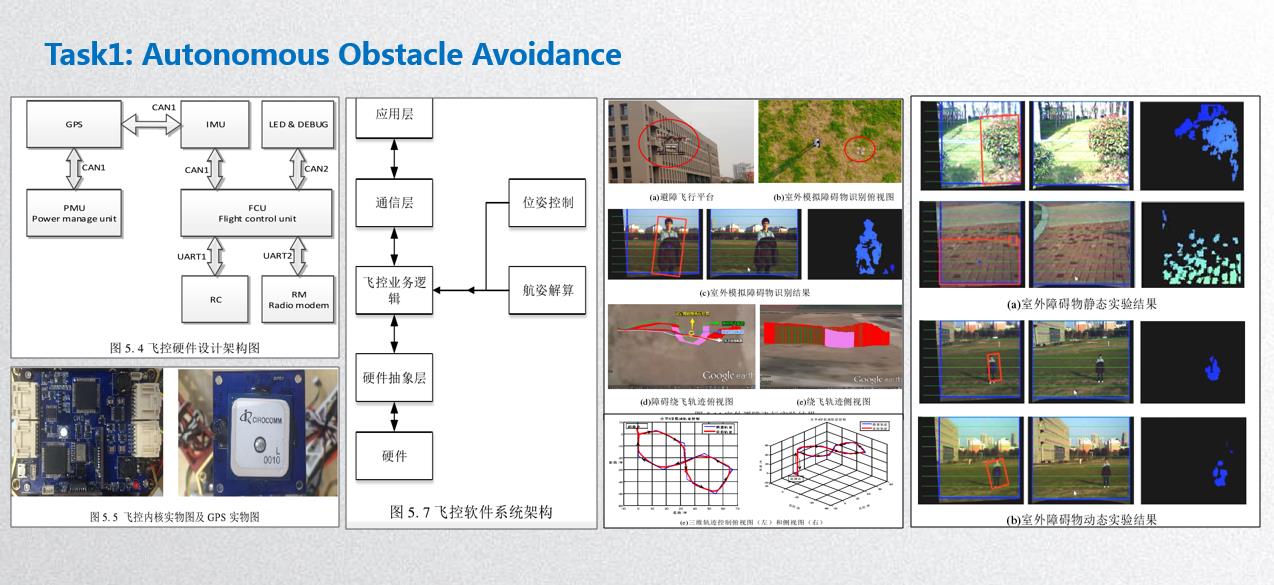 Task1: Autonomous Obstacle Avoidance
GPS
CAN1
IMU
LED & DEBUG
CAN1
CAN1
CAN2
PMU
Power manage unit
FCU
Flight control unit
UART1
UART2
RC
RM
Radio modem
图 5.4 飞控硬件设计架构图
CIROCOMM
L
0010
图 5.5 飞控内核实物图及 GPS 实物图
应用层
通信层
位姿控制
飞控业务逻
辑
航姿解算
硬件抽象层
硬件
图 5.7 飞控软件系统架构
(a)避障飞行平台
(b)室外模拟障碍物识别俯视图
(c)室外模拟障碍物识别结果
Google earth
Google earth
(d)障碍绕飞轨迹俯视图
(e)绕飞轨迹侧视图
(e)三维轨迹控制俯视图（左）和侧视图（右）
(a)室外障碍物静态实验结果
(b)室外障碍物动态实验结果